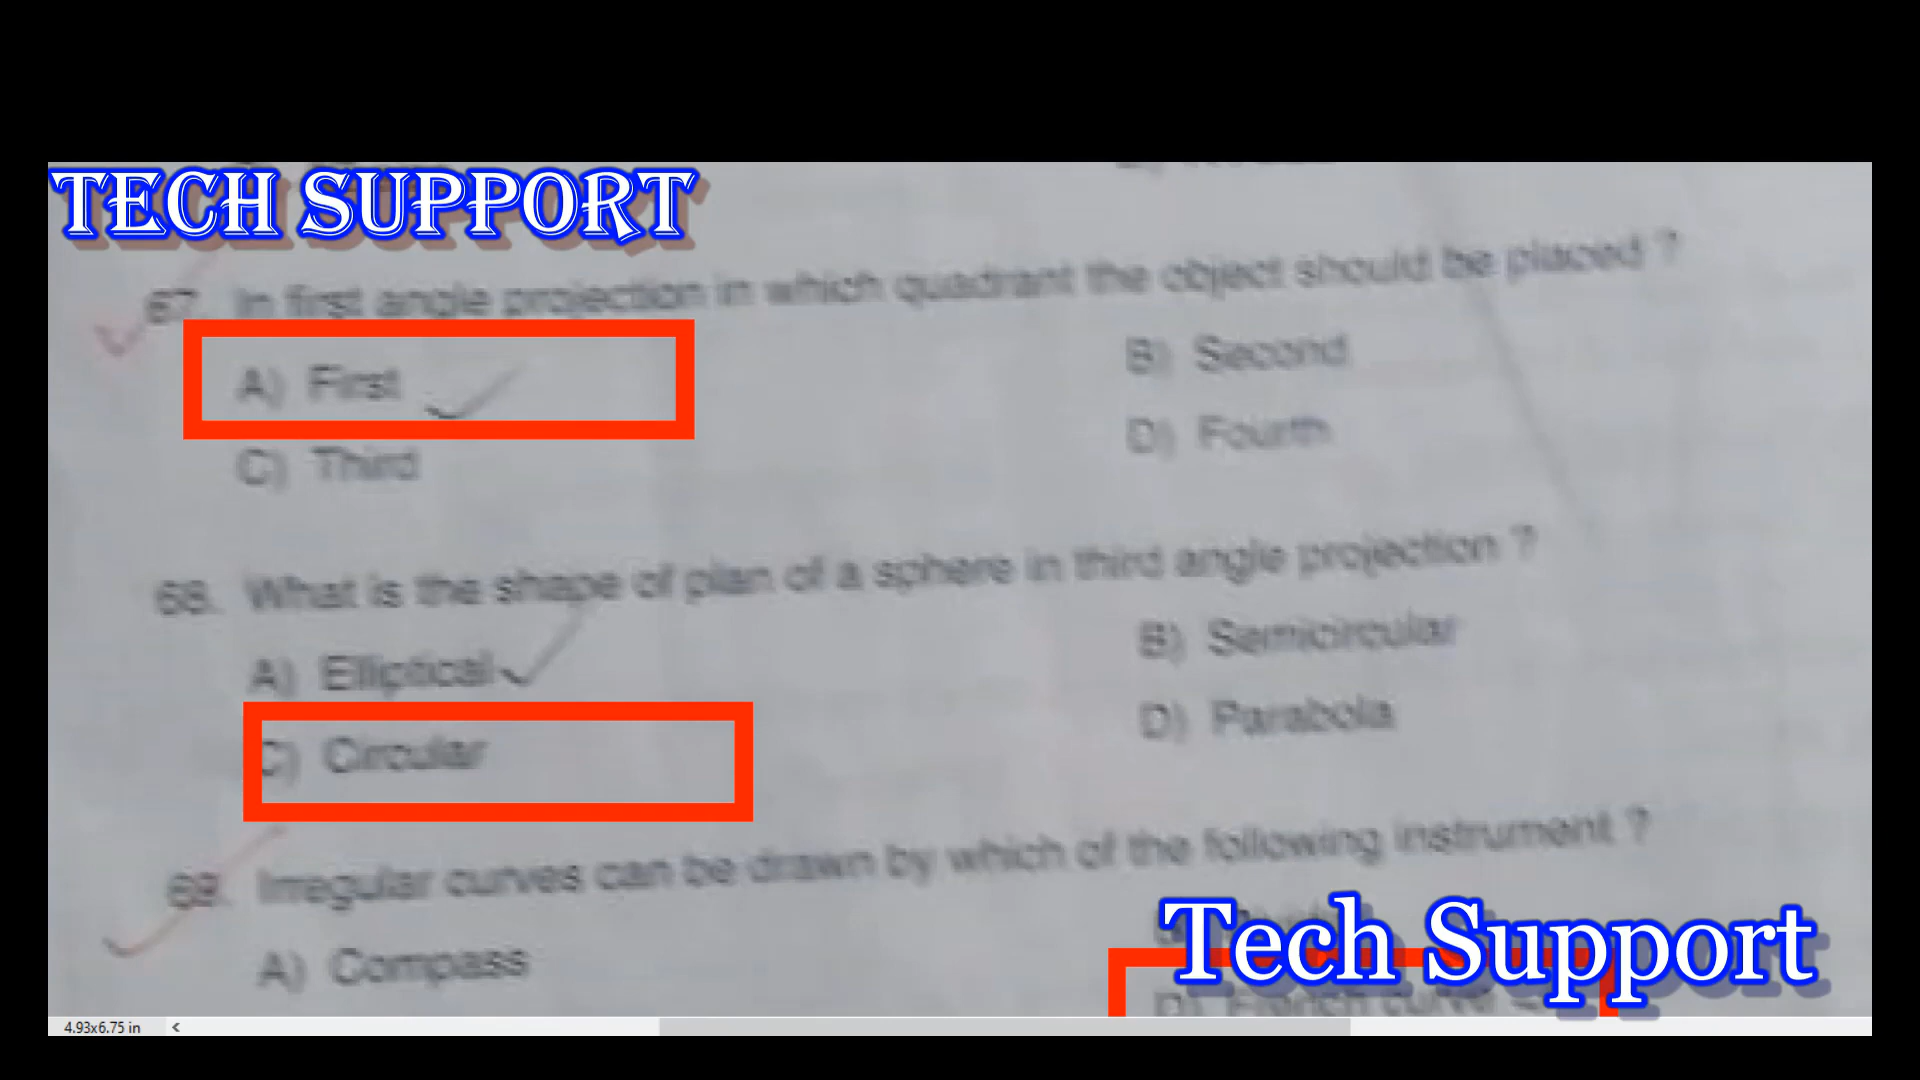 TECH SUPPORT
67. In first angle projection in which quadrant the object should be placed ?
A) First
B) Second
C) Third
D) Fourth
68. What is the shape of plan of a sphere in third angle projection ?
A) Elliptical
B) Semicircular
C) Circular
D) Parabola
69. Irregular curves can be drawn by which of the following instrument ?
A) Compass
D) French curve
Tech Support
4.93x6.75 in